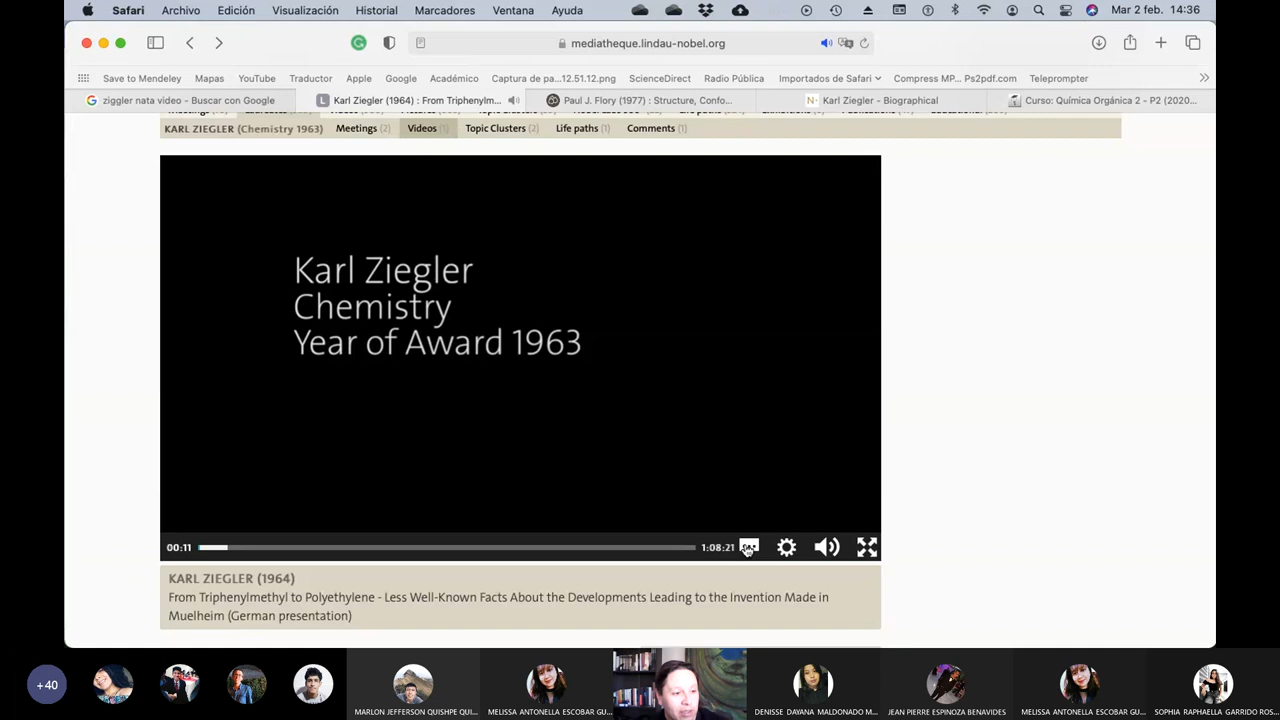 Safari Archivo Edición Visualización Historial Marcadores Ventana Ayuda Mar 2 feb. 14:36
mediatheque.lindau-nobel.org
Save to Mendeley Mapas YouTube Traductor Apple Google Académico Captura de pa...12.51.12.png ScienceDirect Radio Pública Importados de Safari Compress MP... Ps2pdf.com Teleprompter
ziggler nata video - Buscar con Google Karl Ziegler (1964) : From Triphenylm... Paul J. Flory (1977) : Structure, Confo... Karl Ziegler - Biographical Curso: Química Orgánica 2 - P2 (2020...
KARL ZIEGLER (Chemistry 1963) Meetings (2) Videos (1) Topic Clusters (2) Life paths (1) Comments (1)
Karl Ziegler
Chemistry
Year of Award 1963
00:11 1:08:21
KARL ZIEGLER (1964)
From Triphenylmethyl to Polyethylene - Less Well-Known Facts About the Developments Leading to the Invention Made in
Muelheim (German presentation)
+40
MARLON JEFFERSON QUISHPE QUI... MELISSA ANTONELLA ESCOBAR GU... DENISSE DAYANA MALDONADO M... JEAN PIERRE ESPINOZA BENAVIDES MELISSA ANTONELLA ESCOBAR GU... SOPHIA RAPHAELLA GARRIDO ROS...